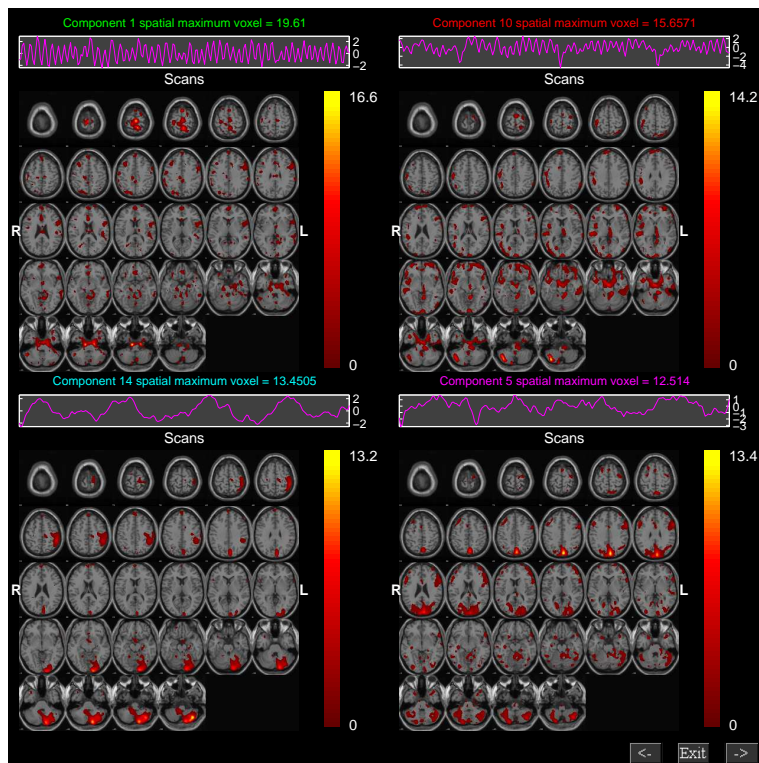 Component 1 spatial maximum voxel = 19.61
2
0
−2
Scans
16.6
R
L
0
Component 10 spatial maximum voxel = 15.6571
2
0
−2
−4
Scans
14.2
R
L
0
Component 14 spatial maximum voxel = 13.4505
2
0
−2
Scans
13.2
R
L
0
Component 5 spatial maximum voxel = 12.514
1
0
−1
−2
−3
Scans
13.4
R
L
0
<- Exit ->